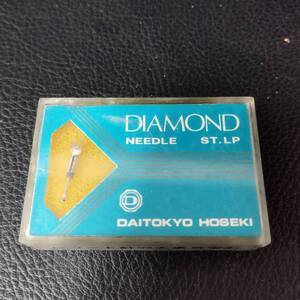 DIAMOND
NEEDLE ST.LP
D
DAITOKYO HOSEKI